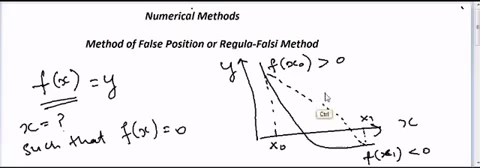 Numerical Methods
Method of False Position or Regula-Falsi Method
f(x) = y
x = ?
such that f(x) = 0
y
f(x₀) > 0
Ctrl
x₀
x₁
x
f(x₁) < 0